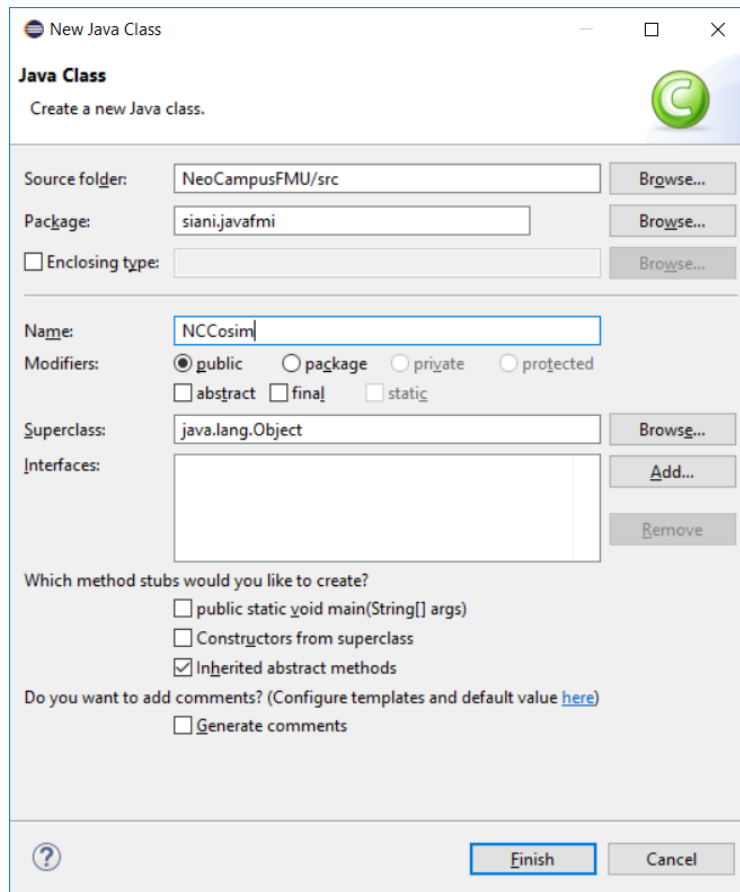 New Java Class
Java Class
Create a new Java class.
Source folder: NeoCampusFMU/src Browse...
Package: siani.javafmi Browse...
Enclosing type: Browse...
Name: NCCosim
Modifiers: public package private protected
abstract final static
Superclass: java.lang.Object Browse...
Interfaces: Add...
Remove
Which method stubs would you like to create?
public static void main(String[] args)
Constructors from superclass
Inherited abstract methods
Do you want to add comments? (Configure templates and default value here)
Generate comments
? Finish Cancel